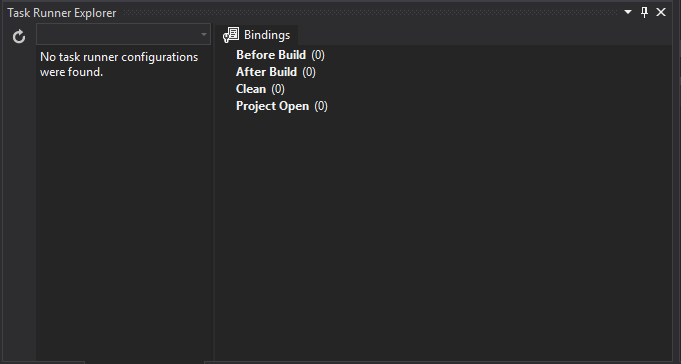 Task Runner Explorer
No task runner configurations
were found.
Bindings
Before Build (0)
After Build (0)
Clean (0)
Project Open (0)